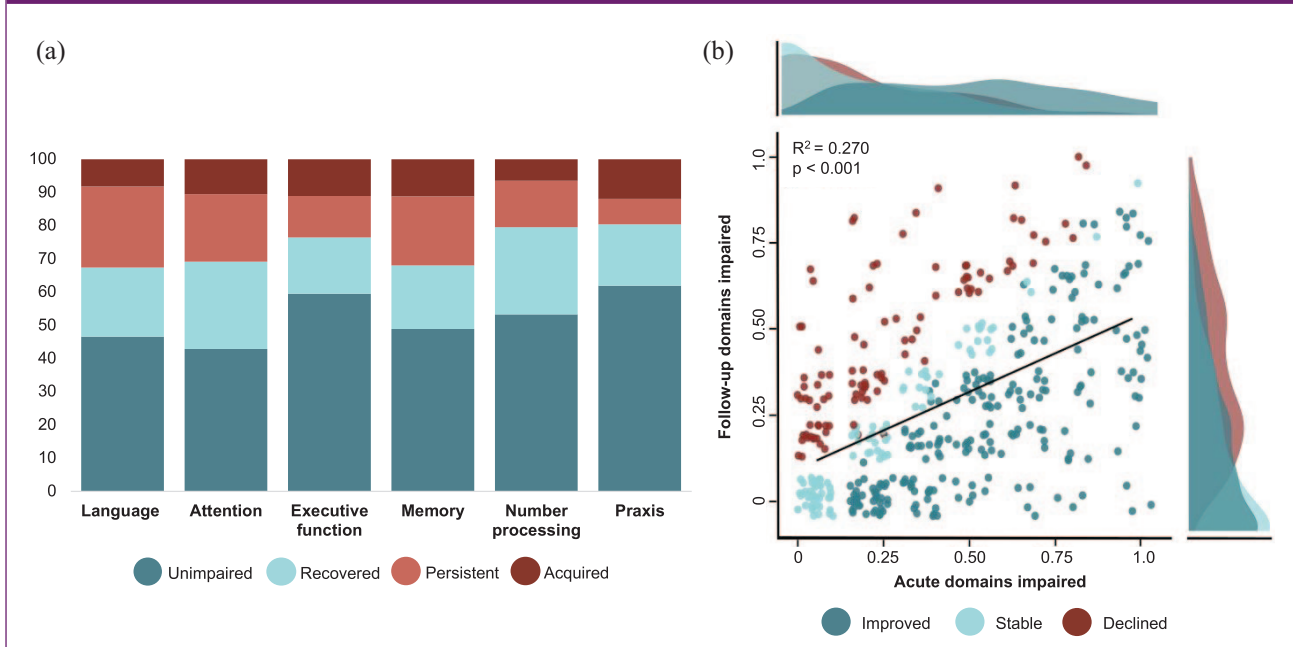 (a)
100
90
80
70
60
50
40
30
20
10
0
Language
Attention
Executive
function
Memory
Number
processing
Praxis
Unimpaired
Recovered
Persistent
Acquired
(b)
R² = 0.270
p < 0.001
Follow-up domains impaired
1.0
0.75
0.50
0.25
0
0
0.25
0.50
0.75
1.0
Acute domains impaired
Improved
Stable
Declined